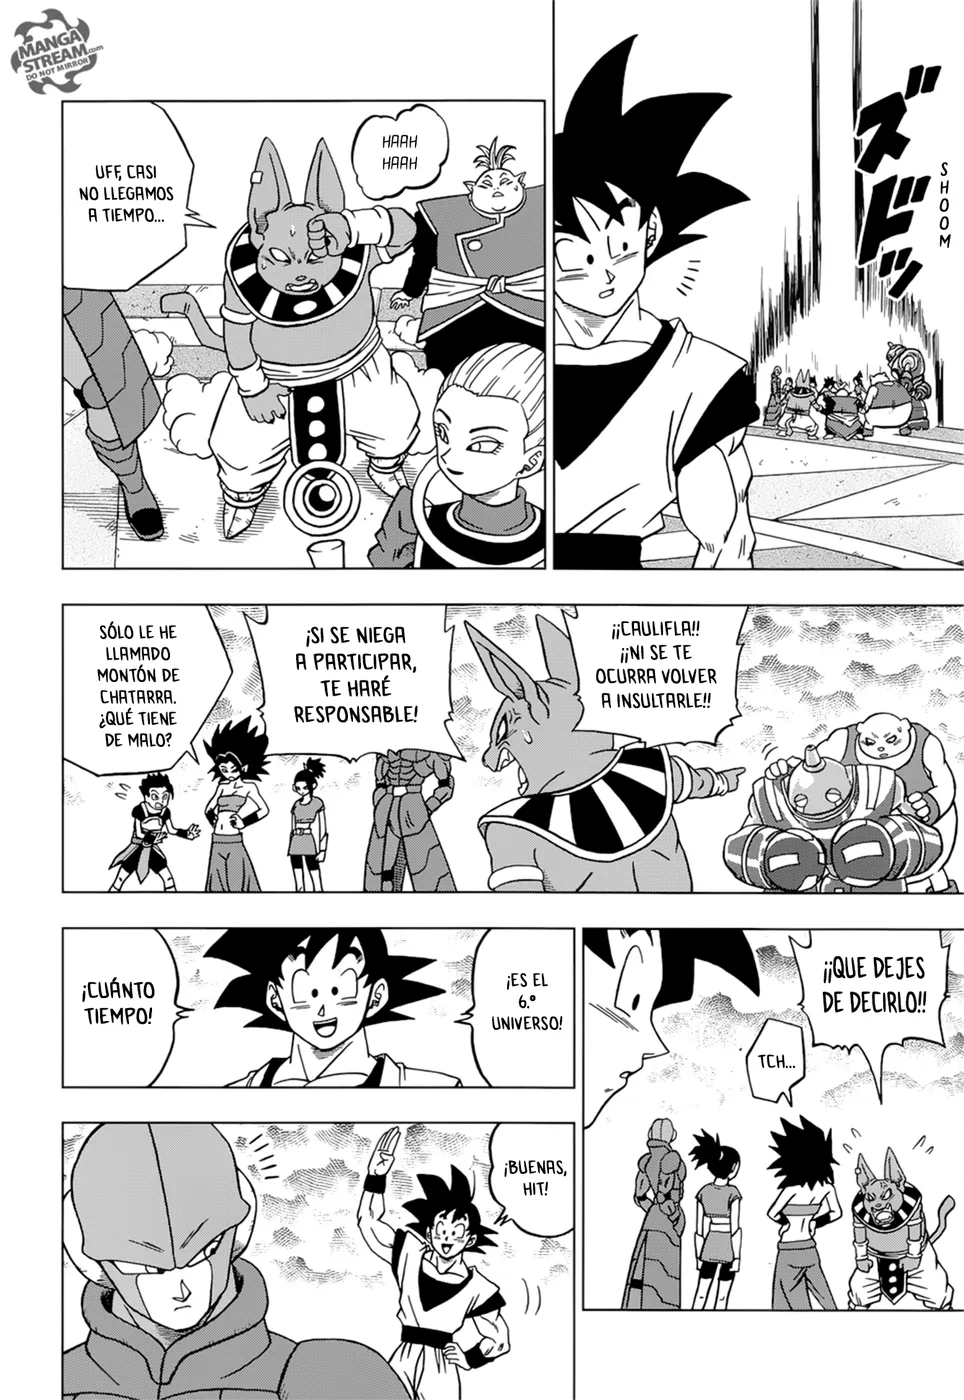 MANGA
STREAM.com
DO NOT MIRROR
UFF, CASI
NO LLEGAMOS
A TIEMPO...
HAAH
HAAH
ズドッ
SHOOM
SÓLO LE HE
LLAMADO
MONTÓN DE
CHATARRA.
¿QUÉ TIENE
DE MALO?
¡SI SE NIEGA
A PARTICIPAR,
TE HARÉ
RESPONSABLE!
¡¡CAULIFLA!!
¡¡NI SE TE
OCURRA VOLVER
A INSULTARLE!!
¡CUÁNTO
TIEMPO!
¡ES EL
6.º
UNIVERSO!
¡¡QUE DEJES
DE DECIRLO!!
TCH...
¡BUENAS,
HIT!